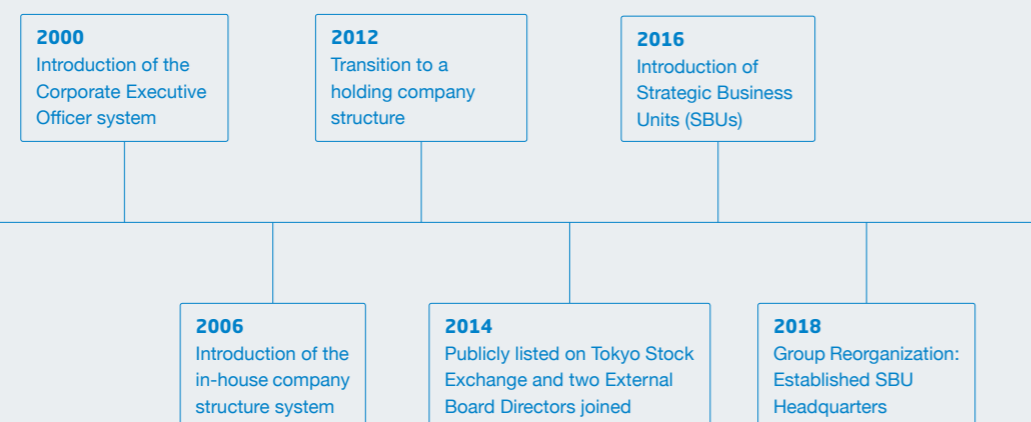 2000
Introduction of the
Corporate Executive
Officer system
2012
Transition to a
holding company
structure
2016
Introduction of
Strategic Business
Units (SBUs)
2006
Introduction of the
in-house company
structure system
2014
Publicly listed on Tokyo Stock
Exchange and two External
Board Directors joined
2018
Group Reorganization:
Established SBU
Headquarters